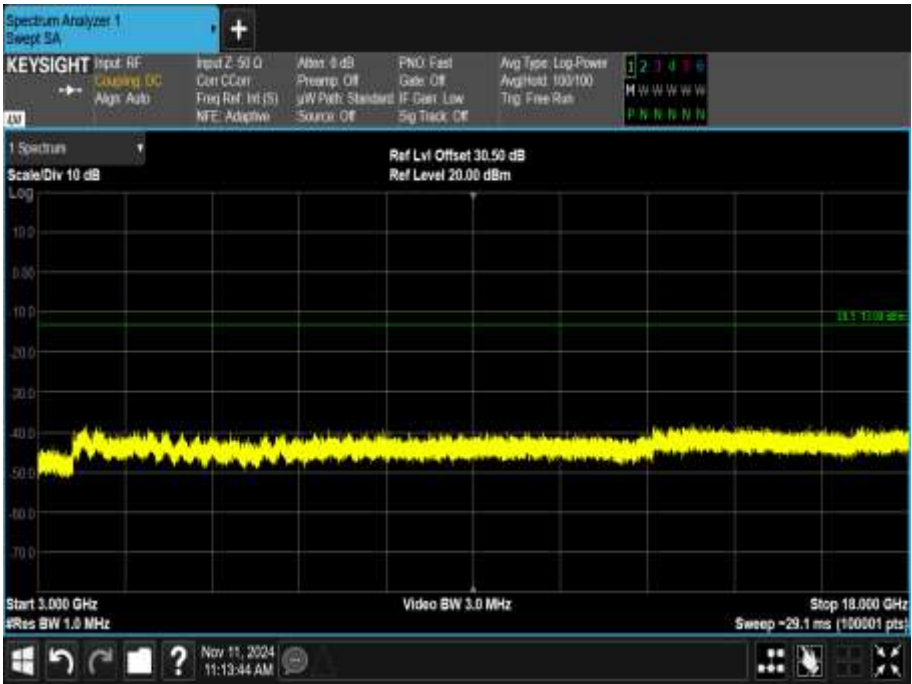 Spectrum Analyzer 1
Swept SA
+
KEYSIGHT
Input: RF
Coupling: DC
Align: Auto
Input Z: 50 Ω
Corr CCorr
Freq Ref: Int (S)
NFE: Adaptive
Atten: 6 dB
Preamp: Off
µW Path: Standard
Source: Off
PNO: Fast
Gate: Off
IF Gain: Low
Sig Track: Off
Avg Type: Log-Power
Avg|Hold: 100/100
Trig: Free Run
1 2 3 4 5 6
M W W W W W
P N N N N N
LXI
1 Spectrum
Scale/Div 10 dB
Ref Lvl Offset 30.50 dB
Ref Level 20.00 dBm
Log
10.0
0.00
-10.0
DL1 -13.00 dBm
-20.0
-30.0
-40.0
-50.0
-60.0
-70.0
Start 3.000 GHz
#Res BW 1.0 MHz
Video BW 3.0 MHz
Stop 18.000 GHz
Sweep ~29.1 ms (100001 pts)
?
Nov 11, 2024
11:13:44 AM